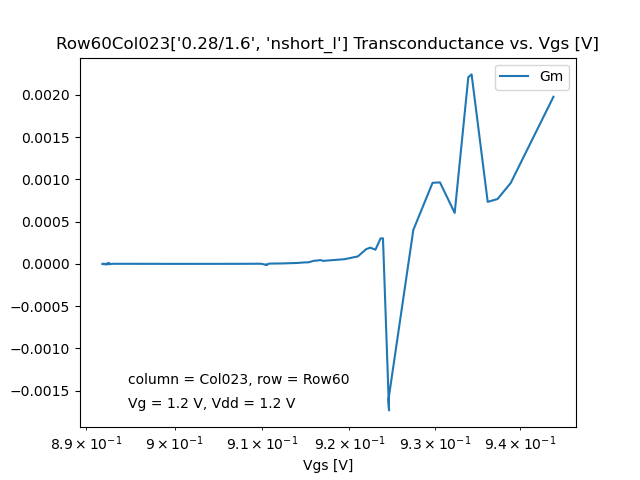 Row60Col023['0.28/1.6', 'nshort_l'] Transconductance vs. Vgs [V]
Gm
0.0020
0.0015
0.0010
0.0005
0.0000
−0.0005
−0.0010
−0.0015
column = Col023, row = Row60
Vg = 1.2 V, Vdd = 1.2 V
8.9 × 10⁻¹ 9 × 10⁻¹ 9.1 × 10⁻¹ 9.2 × 10⁻¹ 9.3 × 10⁻¹ 9.4 × 10⁻¹
Vgs [V]